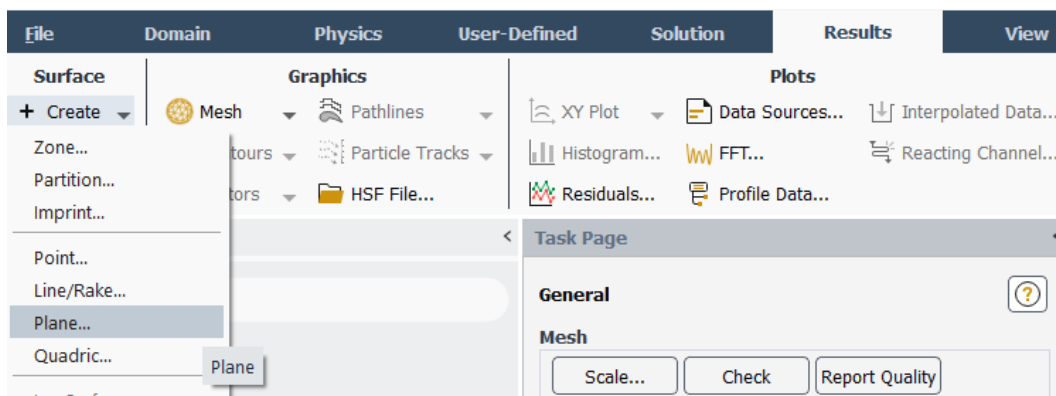 File Domain Physics User-Defined Solution Results View
Surface Graphics Plots
+ Create Mesh Pathlines XY Plot Data Sources... Interpolated Data...
Zone... tours Particle Tracks Histogram... FFT... Reacting Channel...
Partition...
tors HSF File... Residuals... Profile Data...
Imprint...
Task Page
Point...
Line/Rake... General
Plane...
Mesh
Quadric...
Plane
Scale... Check Report Quality